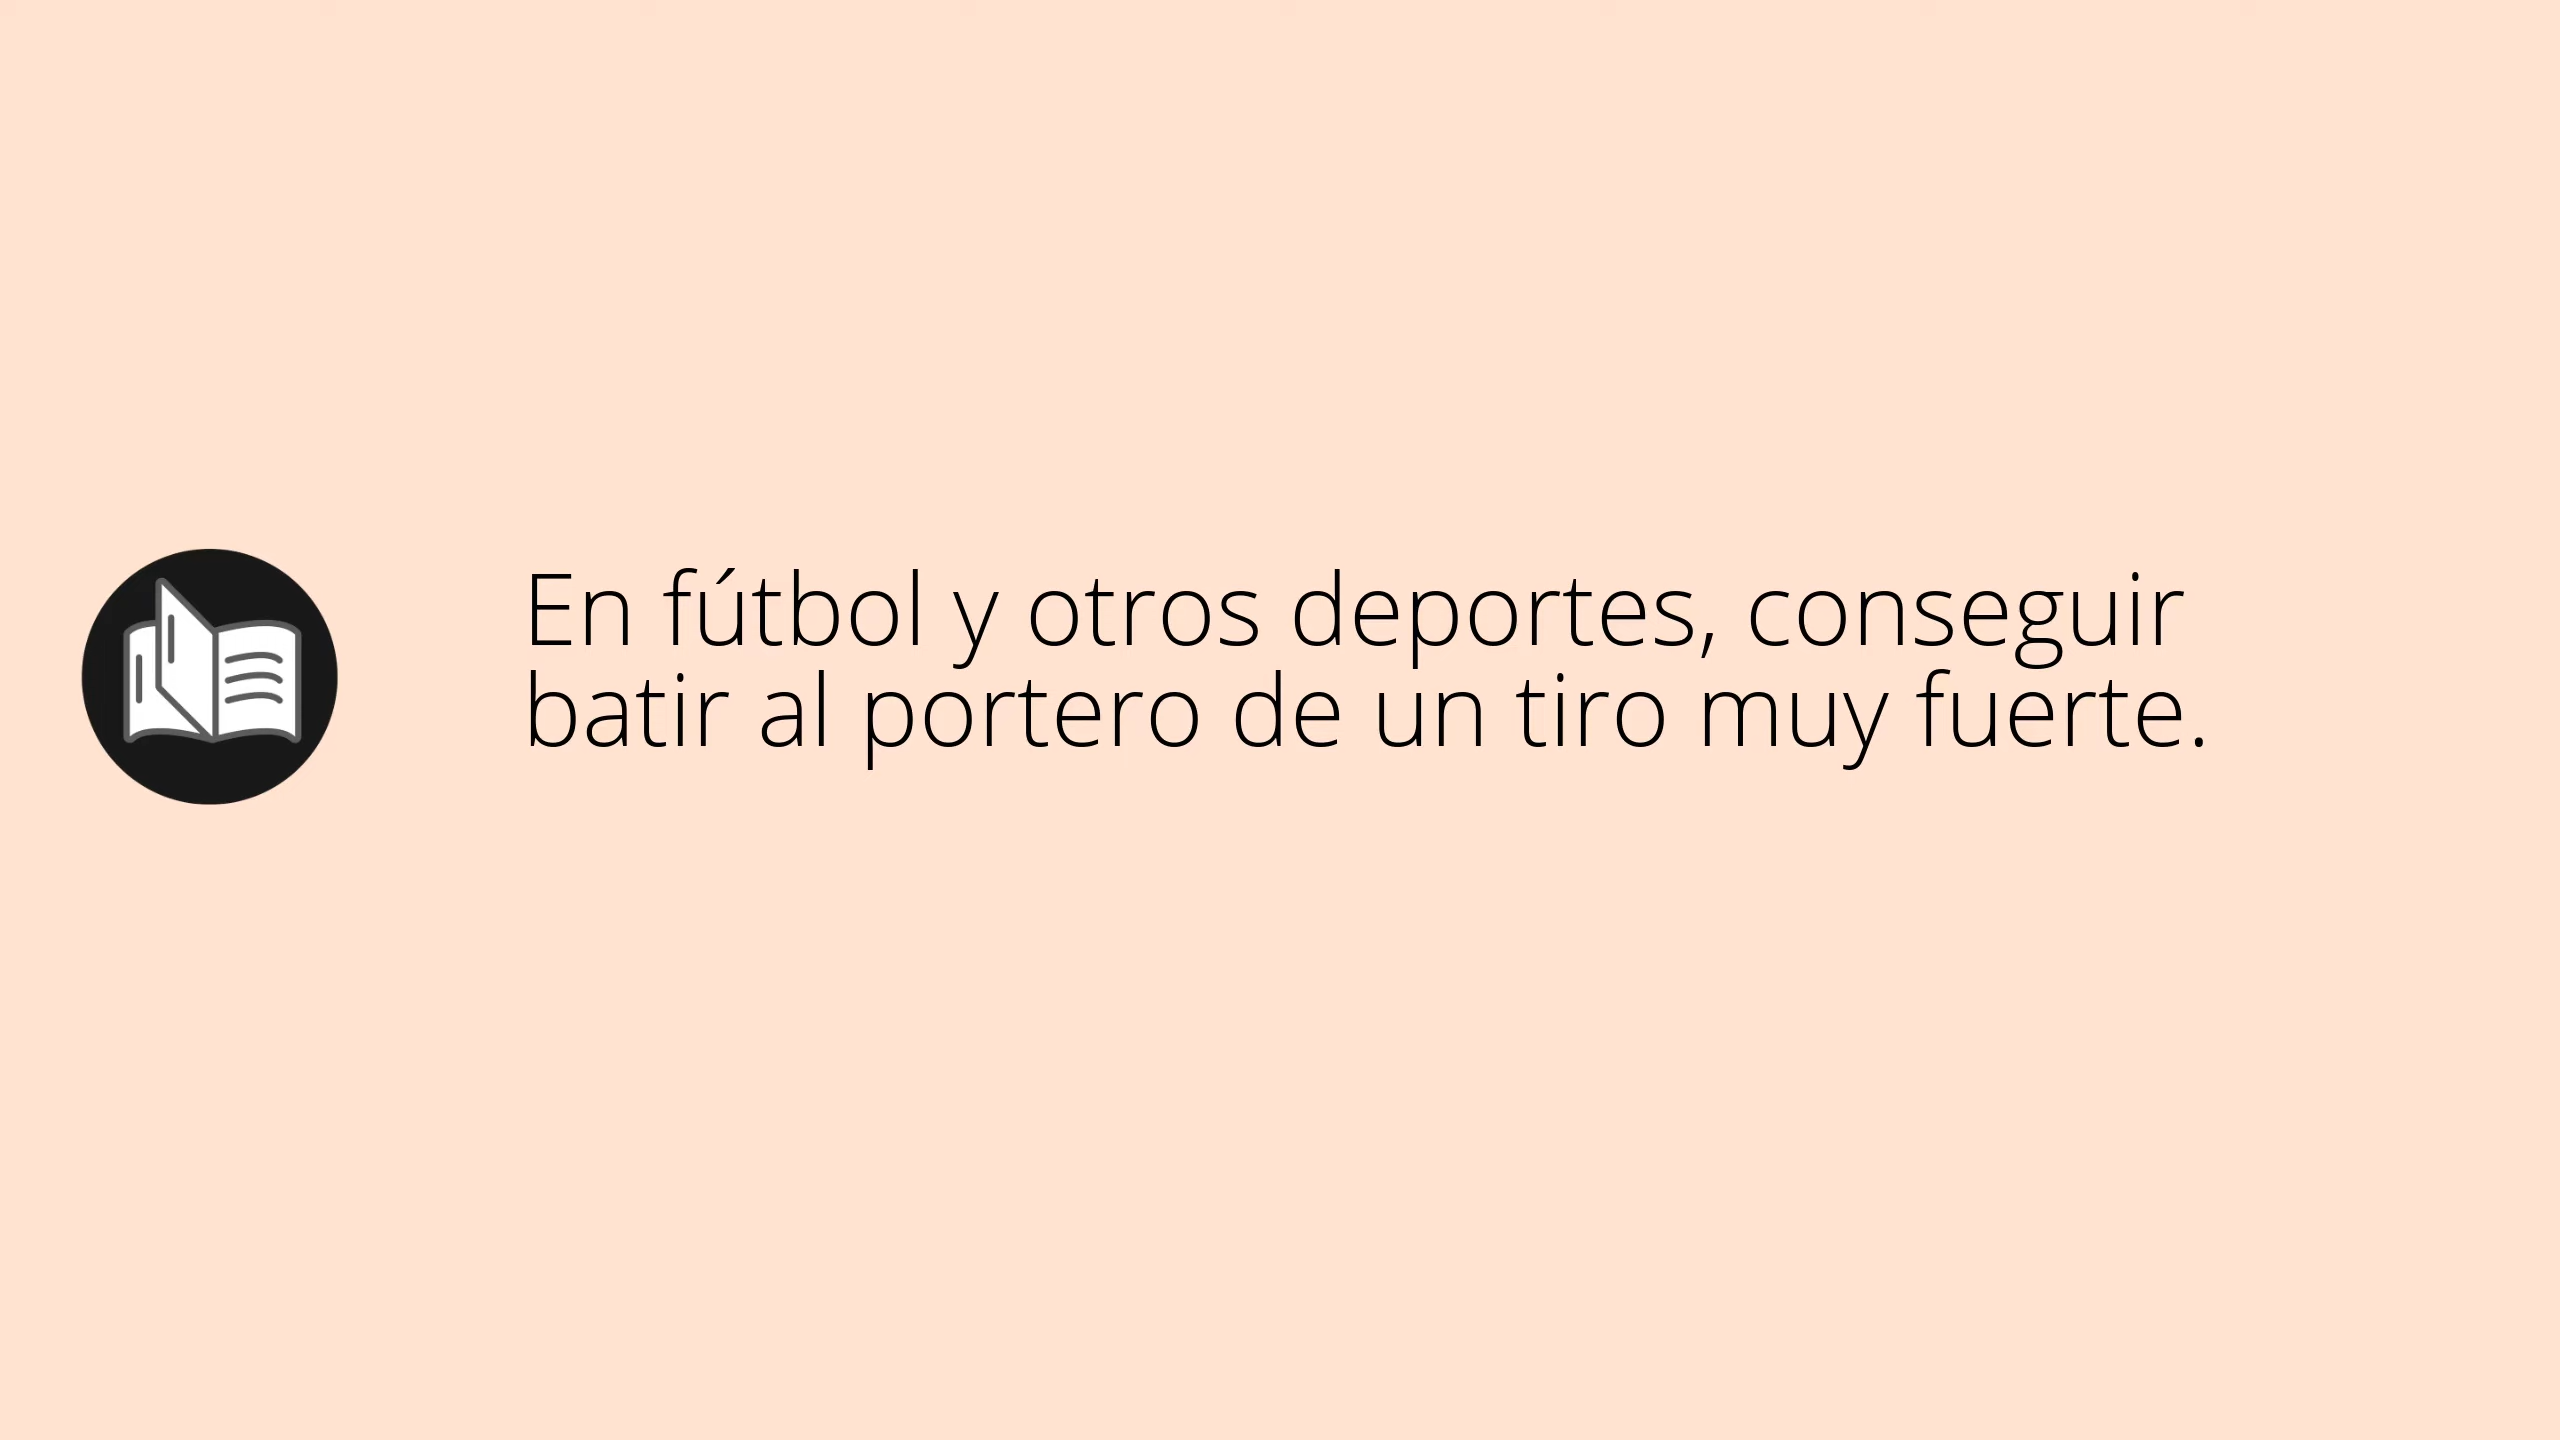 En fútbol y otros deportes, conseguir
batir al portero de un tiro muy fuerte.